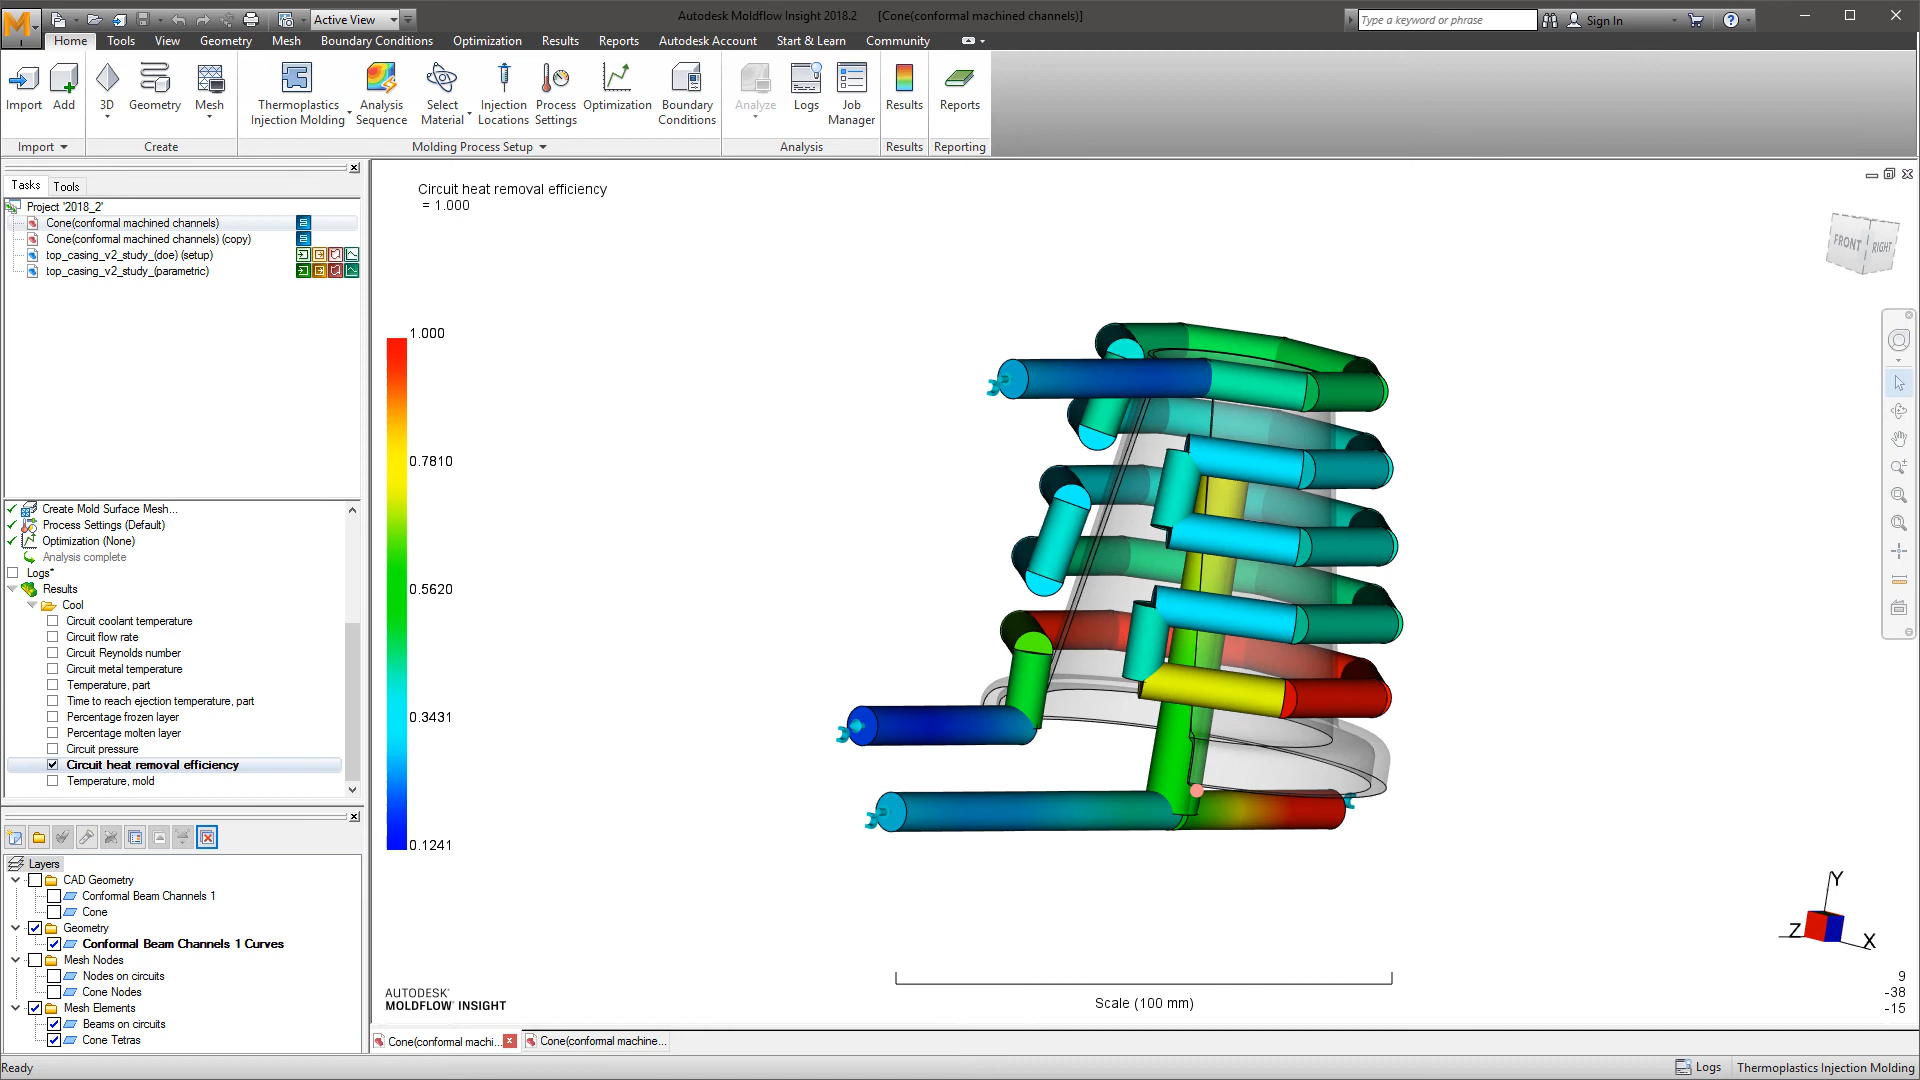 Active View
Autodesk Moldflow Insight 2018.2 [Cone(conformal machined channels)]
Type a keyword or phrase
Sign In
Home Tools View Geometry Mesh Boundary Conditions Optimization Results Reports Autodesk Account Start & Learn Community
Import Add 3D Geometry Mesh Thermoplastics Injection Molding Analysis Sequence Select Material Injection Locations Process Settings Optimization Boundary Conditions Analyze Logs Job Manager Results Reports
Import Create Molding Process Setup Analysis Results Reporting
Tasks Tools
Project '2018_2'
Cone(conformal machined channels)
Cone(conformal machined channels) (copy)
top_casing_v2_study_(doe) (setup)
top_casing_v2_study_(parametric)
Create Mold Surface Mesh...
Process Settings (Default)
Optimization (None)
Analysis complete
Logs*
Results
Cool
Circuit coolant temperature
Circuit flow rate
Circuit Reynolds number
Circuit metal temperature
Temperature, part
Time to reach ejection temperature, part
Percentage frozen layer
Percentage molten layer
Circuit pressure
Circuit heat removal efficiency
Temperature, mold
Layers
CAD Geometry
Conformal Beam Channels 1
Cone
Geometry
Conformal Beam Channels 1 Curves
Mesh Nodes
Nodes on circuits
Cone Nodes
Mesh Elements
Beams on circuits
Cone Tetras
Circuit heat removal efficiency
= 1.000
1.000
0.7810
0.5620
0.3431
0.1241
FRONT RIGHT
Y
Z
X
9
-38
-15
Scale (100 mm)
AUTODESK
MOLDFLOW INSIGHT
Cone(conformal machi... Cone(conformal machine...
Ready
Logs Thermoplastics Injection Molding